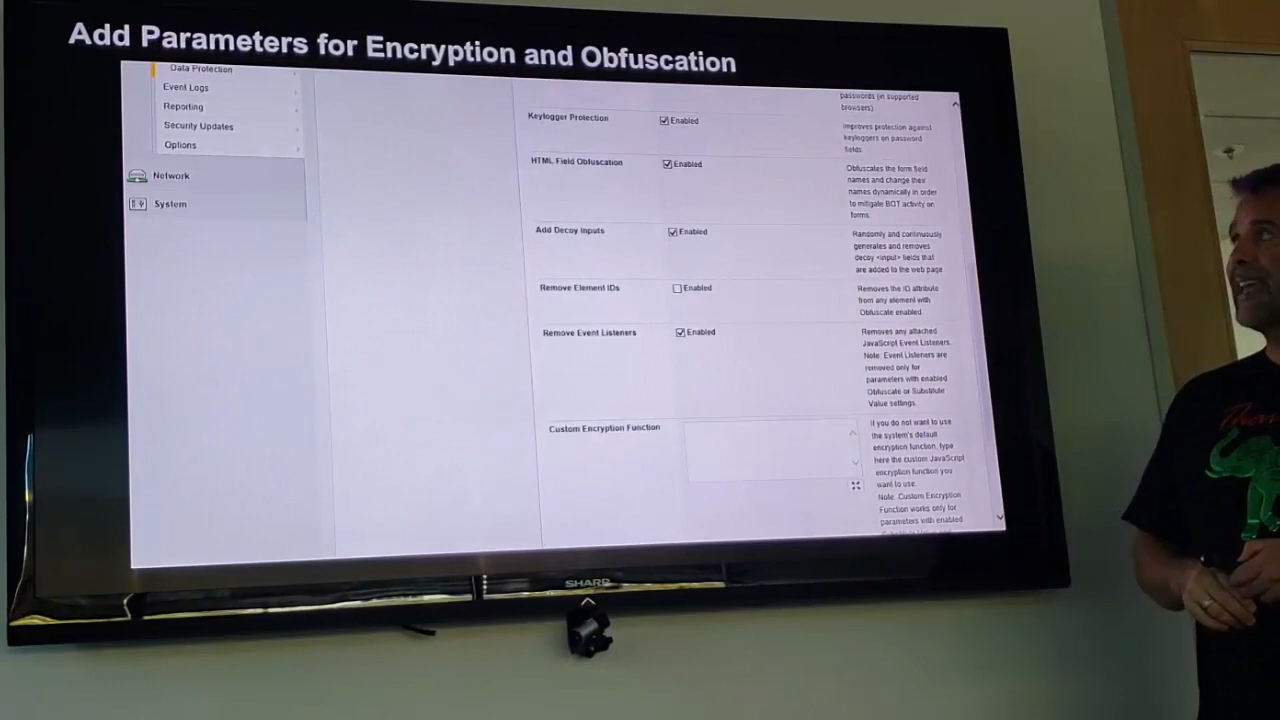 Add Parameters for Encryption and Obfuscation
Data Protection
Event Logs
Reporting
Security Updates
Options
Network
System
passwords (in supported
browsers)
Keylogger Protection
Enabled
Improves protection against
keyloggers on password
fields.
HTML Field Obfuscation
Enabled
Obfuscates the form field
names and change their
names dynamically in order
to mitigate BOT activity on
forms.
Add Decoy Inputs
Enabled
Randomly and continuously
generates and removes
decoy <input> fields that
are added to the web page
Remove Element IDs
Enabled
Removes the ID attribute
from any element with
Obfuscate enabled.
Remove Event Listeners
Enabled
Removes any attached
JavaScript Event Listeners.
Note: Event Listeners are
removed only for
parameters with enabled
Obfuscate or Substitute
Value settings.
Custom Encryption Function
If you do not want to use
the system's default
encryption function, type
here the custom JavaScript
encryption function you
want to use.
Note: Custom Encryption
Function works only for
parameters with enabled
SHARP